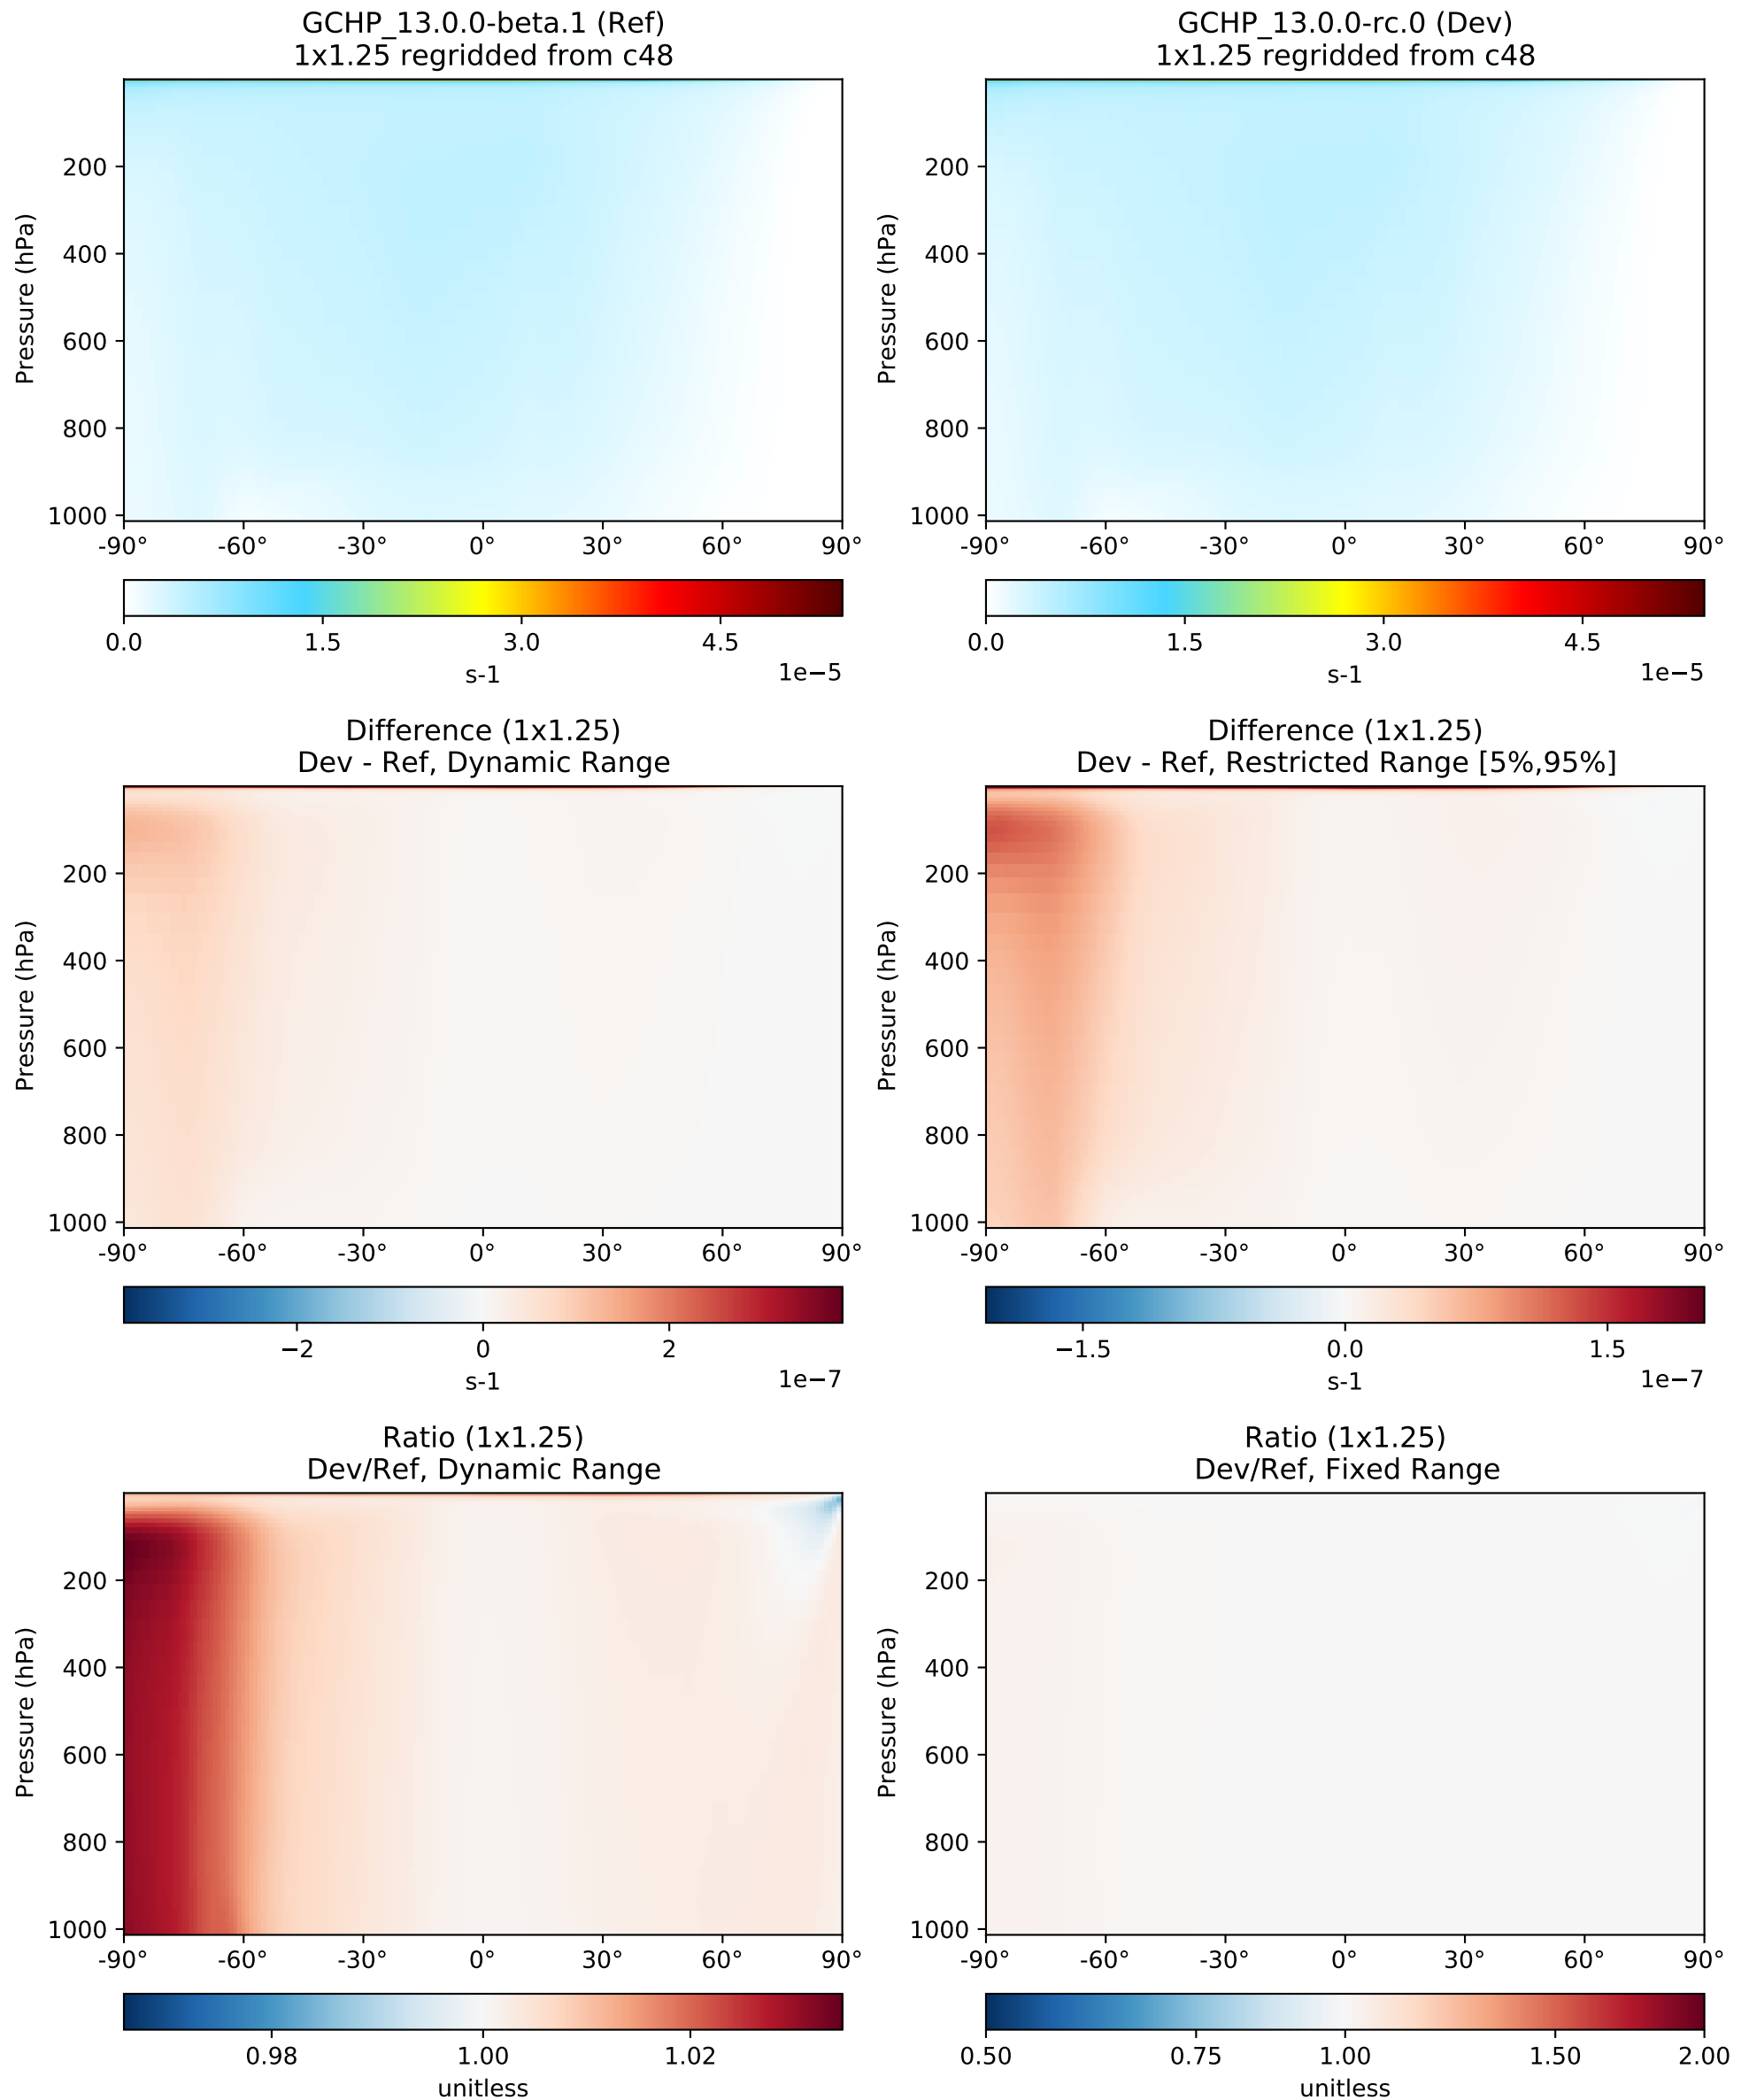 GCHP_13.0.0-beta.1 (Ref)
1x1.25 regridded from c48
Pressure (hPa)
200
400
600
800
1000
-90° -60° -30° 0° 30° 60° 90°
0.0 1.5 3.0 4.5
1e−5
s-1
GCHP_13.0.0-rc.0 (Dev)
1x1.25 regridded from c48
Pressure (hPa)
200
400
600
800
1000
-90° -60° -30° 0° 30° 60° 90°
0.0 1.5 3.0 4.5
1e−5
s-1
Difference (1x1.25)
Dev - Ref, Dynamic Range
Pressure (hPa)
200
400
600
800
1000
-90° -60° -30° 0° 30° 60° 90°
−2 0 2
1e−7
s-1
Difference (1x1.25)
Dev - Ref, Restricted Range [5%,95%]
Pressure (hPa)
200
400
600
800
1000
-90° -60° -30° 0° 30° 60° 90°
−1.5 0.0 1.5
1e−7
s-1
Ratio (1x1.25)
Dev/Ref, Dynamic Range
Pressure (hPa)
200
400
600
800
1000
-90° -60° -30° 0° 30° 60° 90°
0.98 1.00 1.02
unitless
Ratio (1x1.25)
Dev/Ref, Fixed Range
Pressure (hPa)
200
400
600
800
1000
-90° -60° -30° 0° 30° 60° 90°
0.50 0.75 1.00 1.50 2.00
unitless